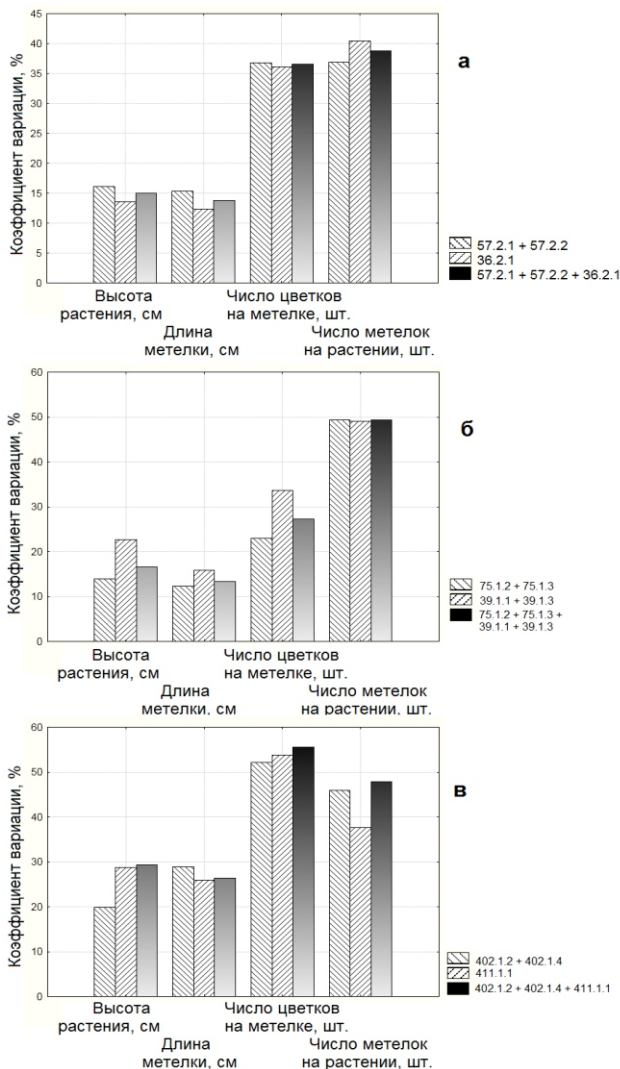 45
40
35
30
25
20
15
10
5
0
Коэффициент вариации, %
а
57.2.1 + 57.2.2
36.2.1
57.2.1 + 57.2.2 + 36.2.1
Высота
растения, см
Число цветков
на метелке, шт.
Длина
метелки, см
Число метелок
на растении, шт.
60
50
40
30
20
10
0
Коэффициент вариации, %
б
75.1.2 + 75.1.3
39.1.1 + 39.1.3
75.1.2 + 75.1.3 +
39.1.1 + 39.1.3
Высота
растения, см
Число цветков
на метелке, шт.
Длина
метелки, см
Число метелок
на растении, шт.
60
50
40
30
20
10
0
Коэффициент вариации, %
в
402.1.2 + 402.1.4
411.1.1
402.1.2 + 402.1.4 + 411.1.1
Высота
растения, см
Число цветков
на метелке, шт.
Длина
метелки, см
Число метелок
на растении, шт.